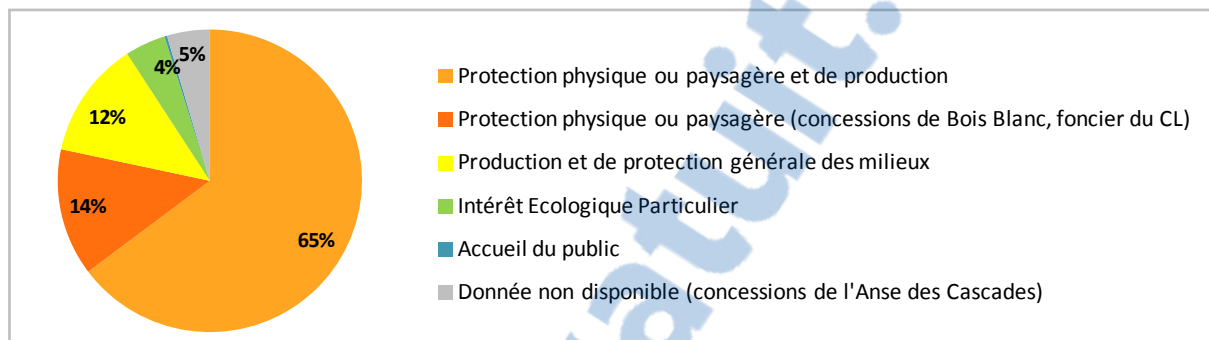 5%
4%
12%
14%
65%
Protection physique ou paysagère et de production
Protection physique ou paysagère (concessions de Bois Blanc, foncier du CL)
Production et de protection générale des milieux
Intérêt Ecologique Particulier
Accueil du public
Donnée non disponible (concessions de l'Anse des Cascades)